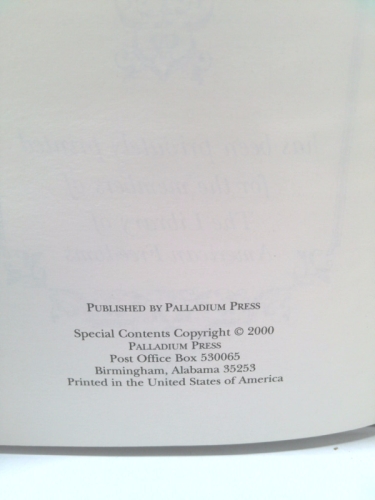 PUBLISHED BY PALLADIUM PRESS
Special Contents Copyright © 2000
PALLADIUM PRESS
Post Office Box 530065
Birmingham, Alabama 35253
Printed in the United States of America